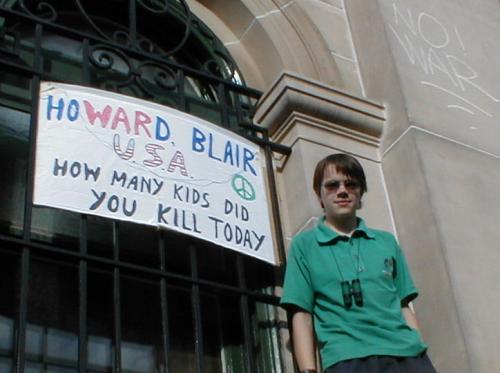 HOWARD, BLAIR
U.S.A.
HOW MANY KIDS DID
YOU KILL TODAY
NO!
WAR